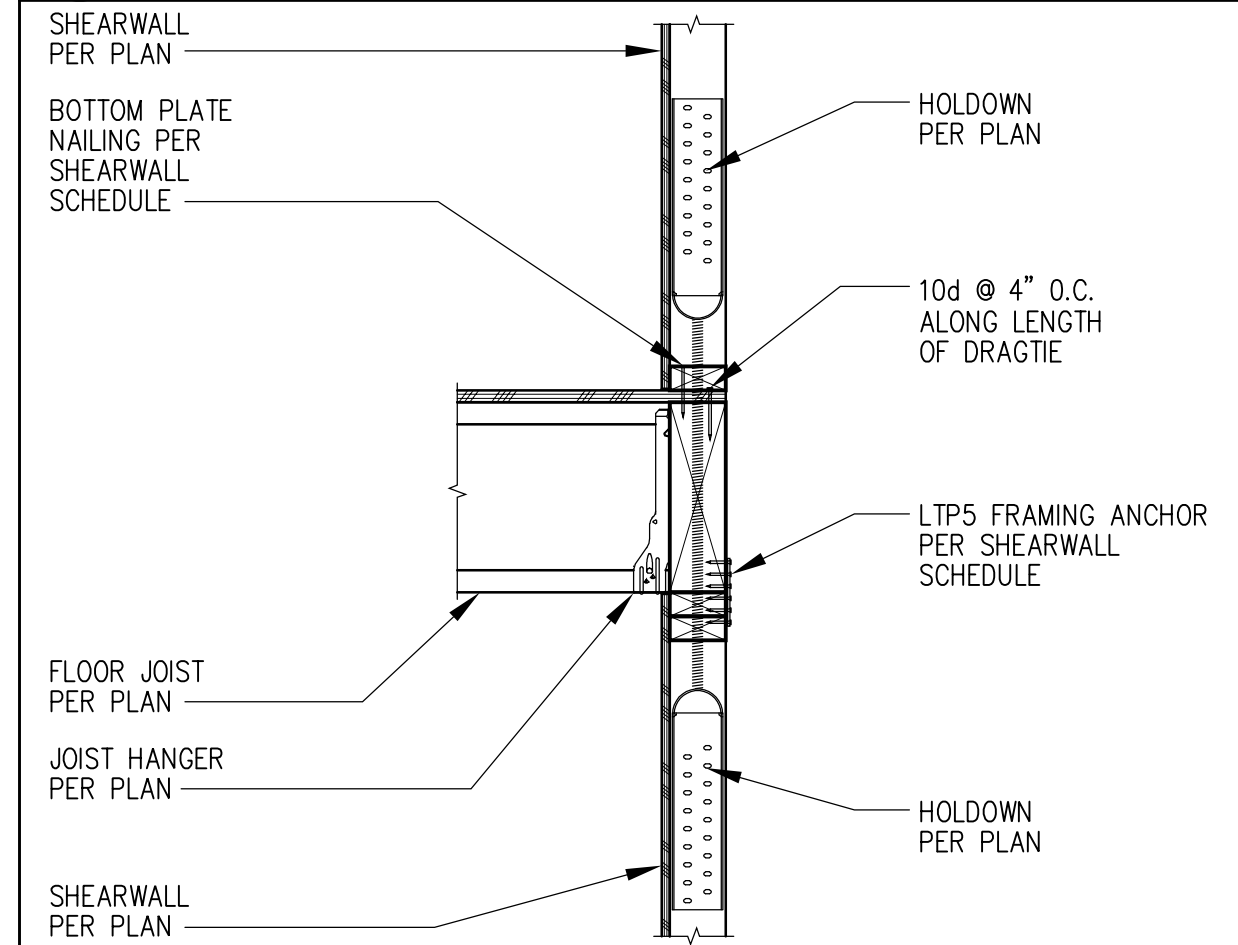 SHEARWALL
PER PLAN
BOTTOM PLATE
NAILING PER
SHEARWALL
SCHEDULE
HOLDOWN
PER PLAN
10d @ 4" O.C.
ALONG LENGTH
OF DRAGTIE
LTP5 FRAMING ANCHOR
PER SHEARWALL
SCHEDULE
FLOOR JOIST
PER PLAN
JOIST HANGER
PER PLAN
HOLDOWN
PER PLAN
SHEARWALL
PER PLAN